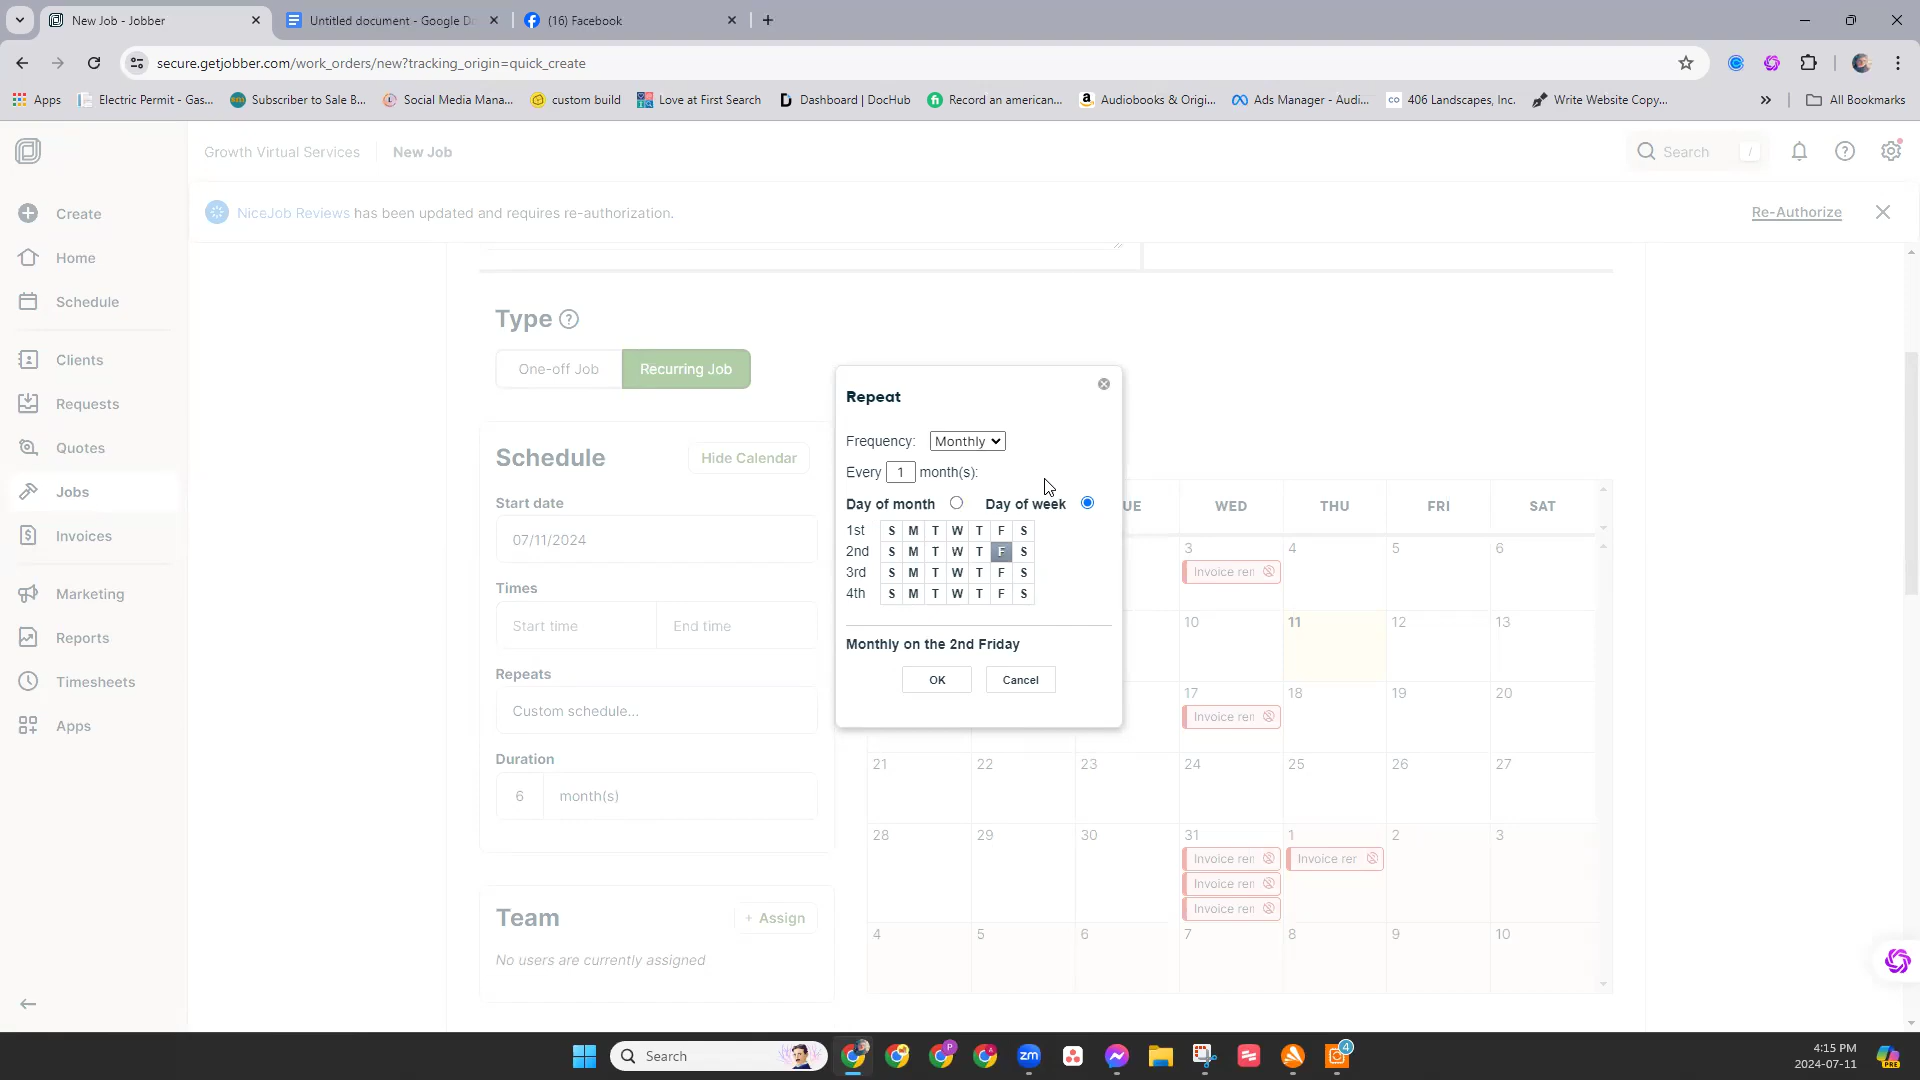 New Job - Jobber
Untitled document - Google Do
(16) Facebook
secure.getjobber.com/work_orders/new?tracking_origin=quick_create
Apps
Electric Permit - Gas...
Subscriber to Sale B...
Social Media Mana...
custom build
Love at First Search
Dashboard | DocHub
Record an american...
Audiobooks & Origi...
Ads Manager - Audi...
406 Landscapes, Inc.
Write Website Copy...
All Bookmarks
Growth Virtual Services
New Job
Search /
NiceJob Reviews has been updated and requires re-authorization.
Re-Authorize
Create
Home
Schedule
Clients
Requests
Quotes
Jobs
Invoices
Marketing
Reports
Timesheets
Apps
Type
One-off Job
Recurring Job
Schedule
Hide Calendar
Start date
07/11/2024
Times
Start time
End time
Repeats
Custom schedule...
Duration
6 month(s)
Team
+ Assign
No users are currently assigned
Repeat
Frequency: Monthly
Every 1 month(s):
Day of month
Day of week
1st S M T W T F S
2nd S M T W T F S
3rd S M T W T F S
4th S M T W T F S
Monthly on the 2nd Friday
OK
Cancel
UE WED THU FRI SAT
3 4 5 6
Invoice ren
10 11 12 13
17 18 19 20
Invoice ren
21 22 23 24 25 26 27
28 29 30 31 1 2 3
Invoice ren Invoice rer
Invoice ren
Invoice ren
4 5 6 7 8 9 10
Search
zm
4
4:15 PM
2024-07-11
PRE